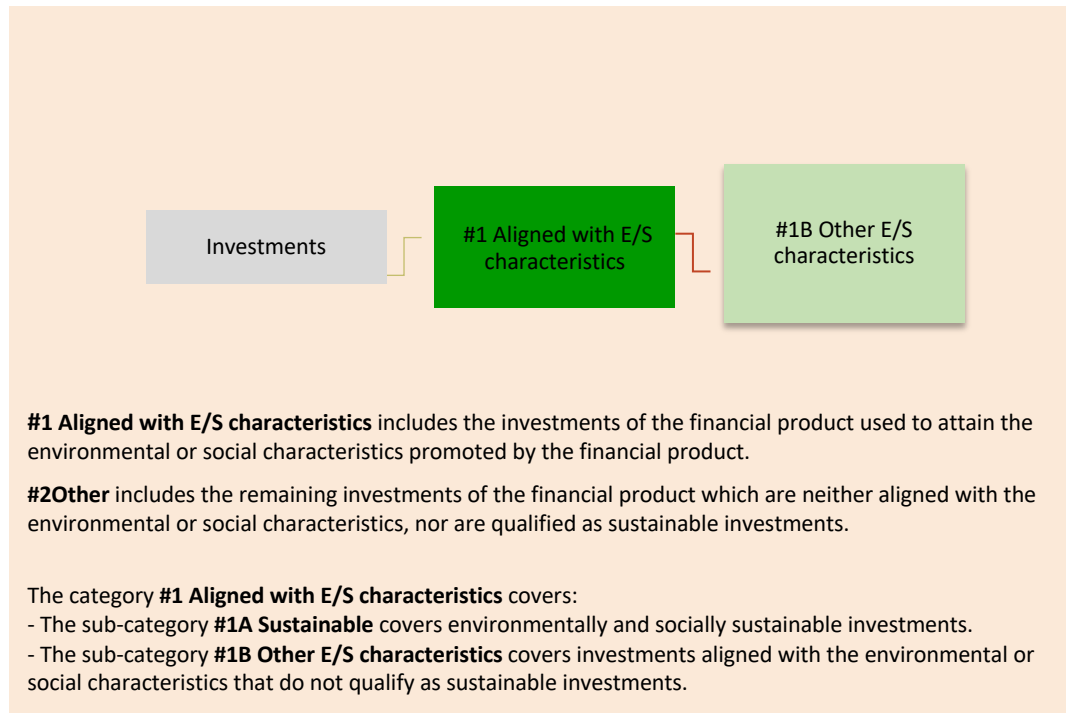 Investments
#1 Aligned with E/S
characteristics
#1B Other E/S
characteristics
#1 Aligned with E/S characteristics includes the investments of the financial product used to attain the
environmental or social characteristics promoted by the financial product.
#2Other includes the remaining investments of the financial product which are neither aligned with the
environmental or social characteristics, nor are qualified as sustainable investments.
The category #1 Aligned with E/S characteristics covers:
- The sub-category #1A Sustainable covers environmentally and socially sustainable investments.
- The sub-category #1B Other E/S characteristics covers investments aligned with the environmental or
social characteristics that do not qualify as sustainable investments.